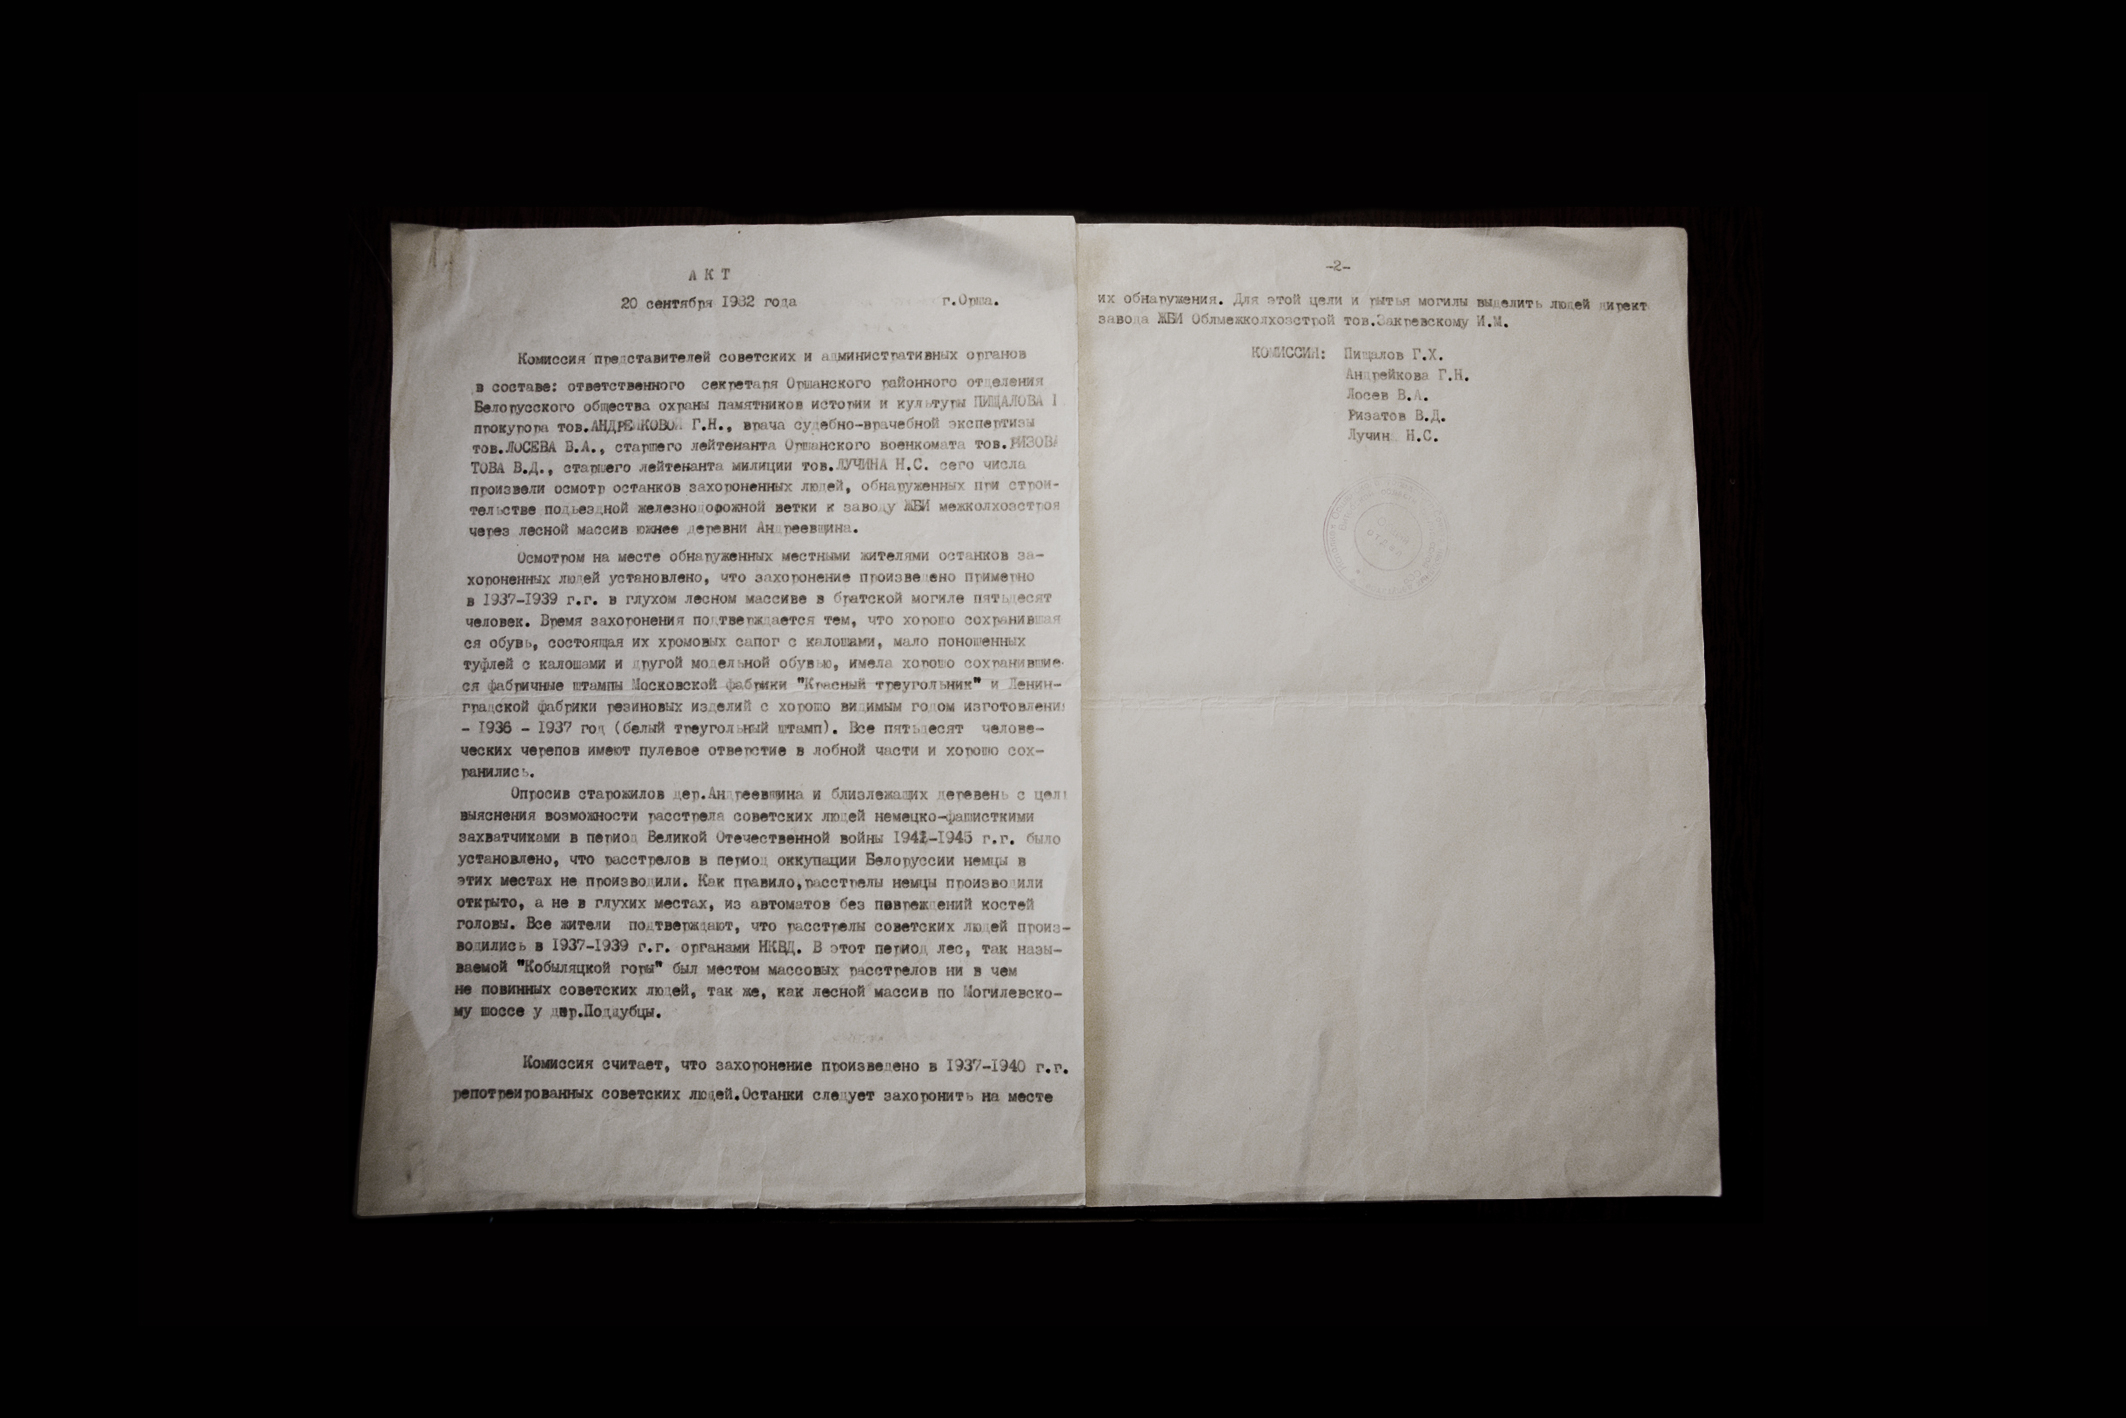 А К Т
20 сентября 1982 года г.Орша.
Комиссия представителей советских и административных органов
в составе: ответственного секретаря Оршанского районного отделения
Белорусского общества охраны памятников истории и культуры ПИЩАЛОВА
прокурора тов.АНДРЕЙКОВОЙ Г.Н., врача судебно-врачебной экспертизы
тов.ЛОСЕВА В.А., старшего лейтенанта Оршанского военкомата тов.РИЗОВА
ТОВА В.Д., старшего лейтенанта милиции тов.ЛУЧИНА Н.С. сего числа
произвели осмотр останков захороненных людей, обнаруженных при строи-
тельстве подъездной железнодорожной ветки к заводу ЖБИ межколхозстроя
через лесной массив южнее деревни Андреевщина.
Осмотром на месте обнаруженных местными жителями останков за-
хороненных людей установлено, что захоронение произведено примерно
в 1937-1939 г.г. в глухом лесном массиве в братской могиле пятьдесят
человек. Время захоронения подтверждается тем, что хорошо сохранившая
ся обувь, состоящая их хромовых сапог с калошами, мало поношенных
туфлей с калошами и другой модельной обувью, имела хорошо сохранившие-
ся фабричные штампы Московской фабрики "Красный треугольник" и Ленин-
градской фабрики резиновых изделий с хорошо видимым годом изготовления
- 1936 - 1937 год (белый треугольный штамп). Все пятьдесят челове-
ческих черепов имеют пулевое отверстие в лобной части и хорошо сох-
ранились.
Опросив старожилов дер.Андреевщина и близлежащих деревень с цель
выяснения возможности расстрела советских людей немецко-фашисткими
захватчиками в период Великой Отечественной войны 1941-1945 г.г. было
установлено, что расстрелов в период оккупации Белоруссии немцы в
этих местах не производили. Как правило,расстрелы немцы производили
открыто, а не в глухих местах, из автоматов без повреждений костей
головы. Все жители подтверждают, что расстрелы советских людей произ-
водились в 1937-1939 г.г. органами НКВД. В этот период лес, так назы-
ваемой "Кобыляцкой горы" был местом массовых расстрелов ни в чем
не повинных советских людей, так же, как лесной массив по Могилевско-
му шоссе у дер.Поддубцы.
Комиссия считает, что захоронение произведено в 1937-1940 г.г.
репотреированных советских людей.Останки следует захоронить на месте
-2-
их обнаружения. Для этой цели и рытья могилы выделить людей директ
завода ЖБИ Облмежколхозстрой тов.Закревскому И.М.
КОМИССИЯ: Пищалов Г.Х.
Андрейкова Г.Н.
Лосев В.А.
Ризатов В.Д.
Лучин Н.С.